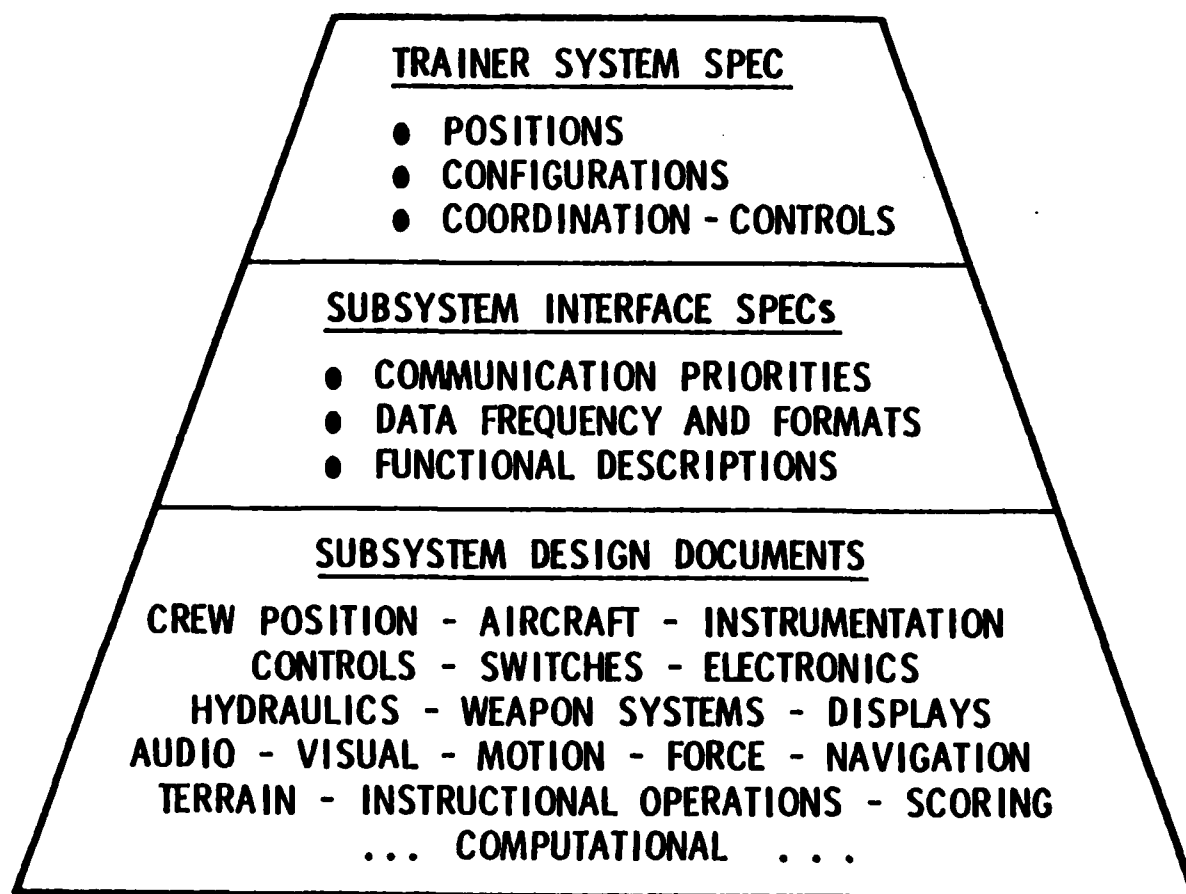 TRAINER SYSTEM SPEC
● POSITIONS
● CONFIGURATIONS
● COORDINATION - CONTROLS
SUBSYSTEM INTERFACE SPECs
● COMMUNICATION PRIORITIES
● DATA FREQUENCY AND FORMATS
● FUNCTIONAL DESCRIPTIONS
SUBSYSTEM DESIGN DOCUMENTS
CREW POSITION - AIRCRAFT - INSTRUMENTATION
CONTROLS - SWITCHES - ELECTRONICS
HYDRAULICS - WEAPON SYSTEMS - DISPLAYS
AUDIO - VISUAL - MOTION - FORCE - NAVIGATION
TERRAIN - INSTRUCTIONAL OPERATIONS - SCORING
... COMPUTATIONAL . . .